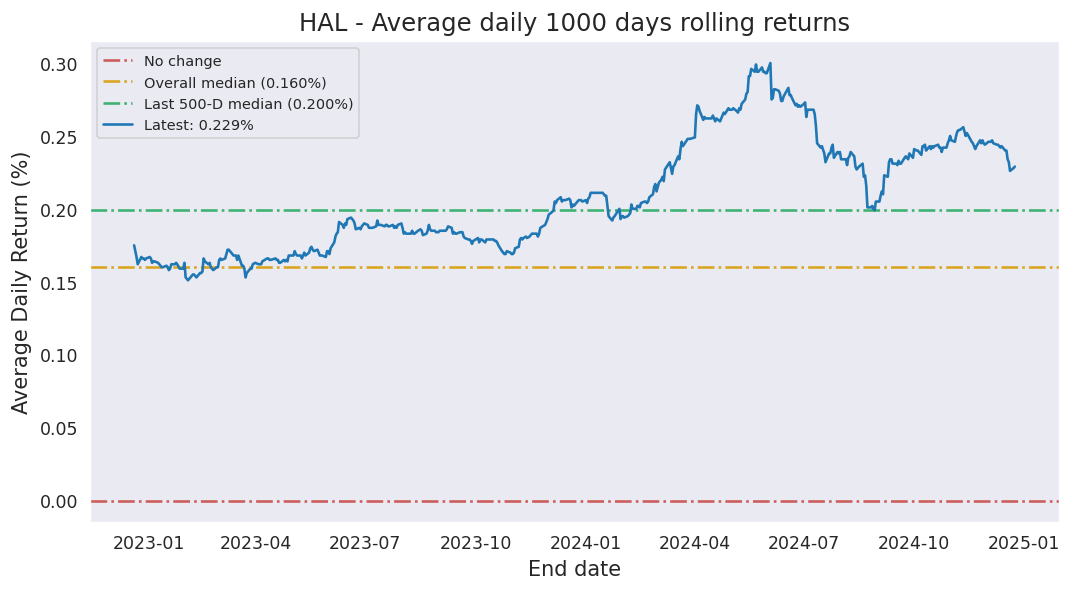 HAL - Average daily 1000 days rolling returns
No change
Overall median (0.160%)
Last 500-D median (0.200%)
Latest: 0.229%
Average Daily Return (%)
0.30
0.25
0.20
0.15
0.10
0.05
0.00
2023-01 2023-04 2023-07 2023-10 2024-01 2024-04 2024-07 2024-10 2025-01
End date